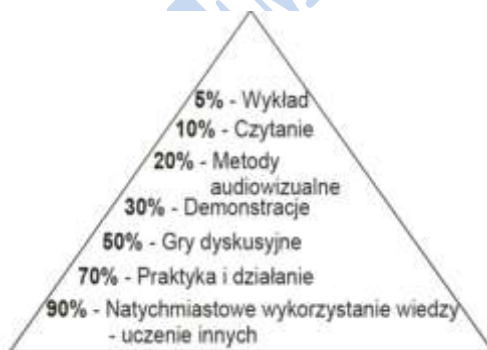 5% - Wykład
10% - Czytanie
20% - Metody
audiowizualne
30% - Demonstracje
50% - Gry dyskusyjne
70% - Praktyka i działanie
90% - Natychmiastowe wykorzystanie wiedzy
- uczenie innych